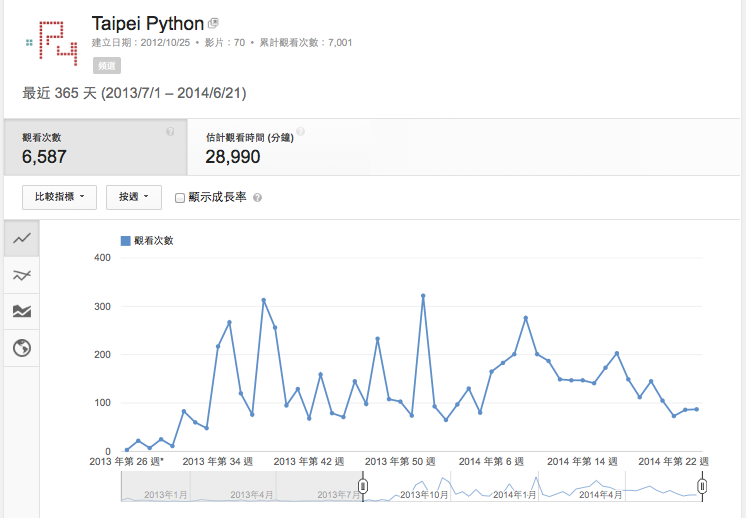 Taipei Python
建立日期：2012/10/25 • 影片：70 • 累計觀看次數：7,001
頻道
最近 365 天 (2013/7/1 – 2014/6/21)
觀看次數 ?
6,587
估計觀看時間 (分鐘) ?
28,990
比較指標
按週
顯示成長率 ?
觀看次數
400
300
200
100
0
2013 年第 26 週* 2013 年第 34 週 2013 年第 42 週 2013 年第 50 週 2014 年第 6 週 2014 年第 14 週 2014 年第 22 週
2013年1月 2013年4月 2013年7月 2013年10月 2014年1月 2014年4月